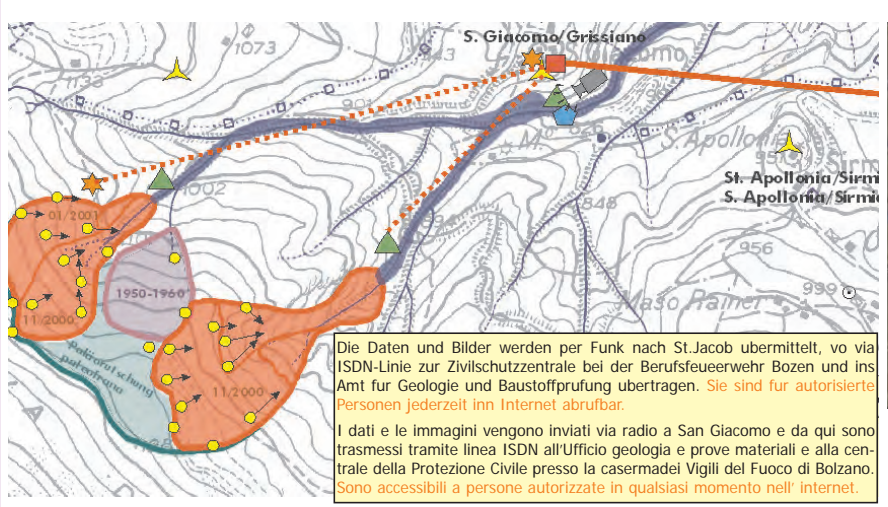 S. Giacomo/Grissiano
1073
901
1002
S. Apollonia
St. Apollonia/Sirmi
S. Apollonia/Sirmi
848
956
999
Maso Rainer
01/2001
11/2000
1950-1960
11/2000
Paläorutschung
paleofrana
A
Die Daten und Bilder werden per Funk nach St.Jacob ubermittelt, vo via
ISDN-Linie zur Zivilschutzzentrale bei der Berufsfeueerwehr Bozen und ins
Amt fur Geologie und Baustoffprufung ubertragen. Sie sind fur autorisierte
Personen jederzeit inn Internet abrufbar.
I dati e le immagini vengono inviati via radio a San Giacomo e da qui sono
trasmessi tramite linea ISDN all'Ufficio geologia e prove materiali e alla cen-
trale della Protezione Civile presso la casermadei Vigili del Fuoco di Bolzano.
Sono accessibili a persone autorizzate in qualsiasi momento nell' internet.